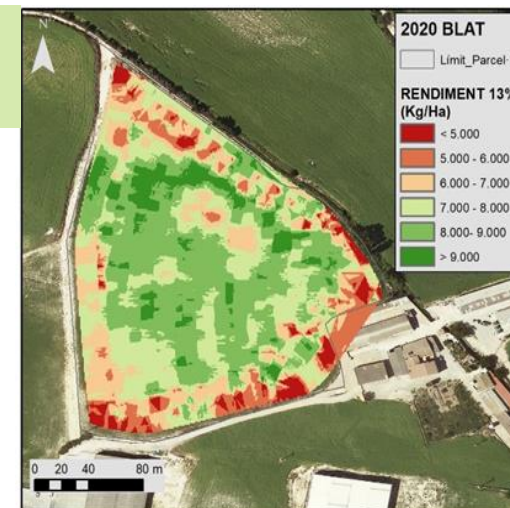 N
2020 BLAT
Límit_Parcel
RENDIMENT 13%
(Kg/Ha)
< 5.000
5.000 - 6.000
6.000 - 7.000
7.000 - 8.000
8.000- 9.000
> 9.000
0 20 40 80 m